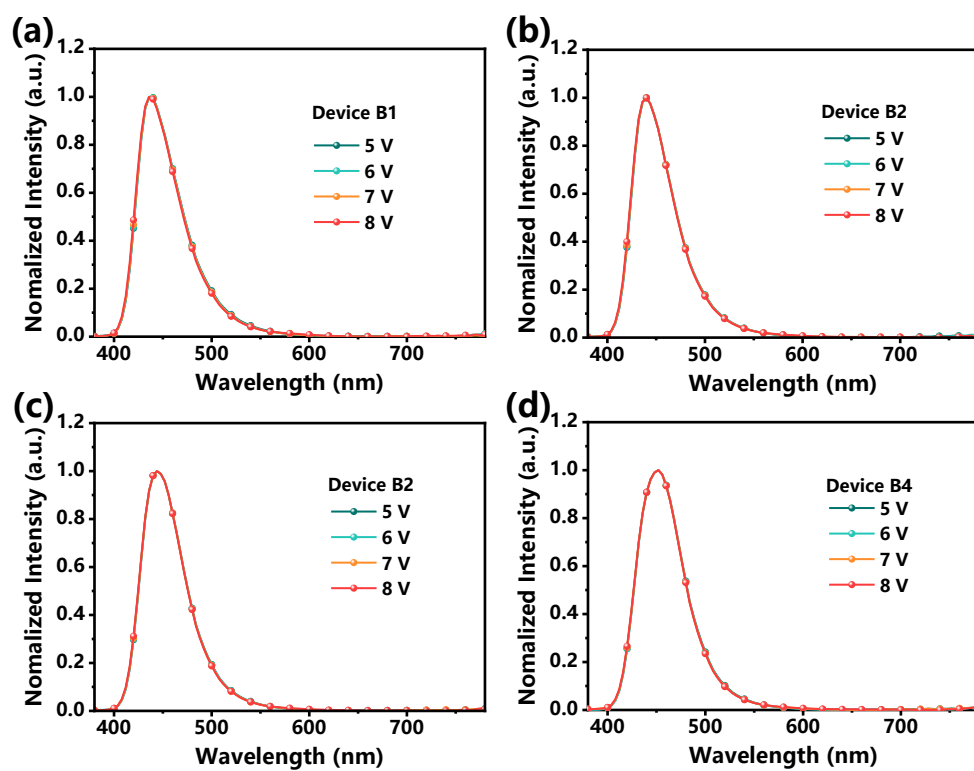 (a)
Nomalized Intensity (a.u.)
1.2
1.0
0.8
0.6
0.4
0.2
0.0
Device B1
5 V
6 V
7 V
8 V
400 500 600 700
Wavelength (nm)
(b)
Nomalized Intensity (a.u.)
1.2
1.0
0.8
0.6
0.4
0.2
0.0
Device B2
5 V
6 V
7 V
8 V
400 500 600 700
Wavelength (nm)
(c)
Nomalized Intensity (a.u.)
1.2
1.0
0.8
0.6
0.4
0.2
0.0
Device B2
5 V
6 V
7 V
8 V
400 500 600 700
Wavelength (nm)
(d)
Nomalized Intensity (a.u.)
1.2
1.0
0.8
0.6
0.4
0.2
0.0
Device B4
5 V
6 V
7 V
8 V
400 500 600 700
Wavelength (nm)